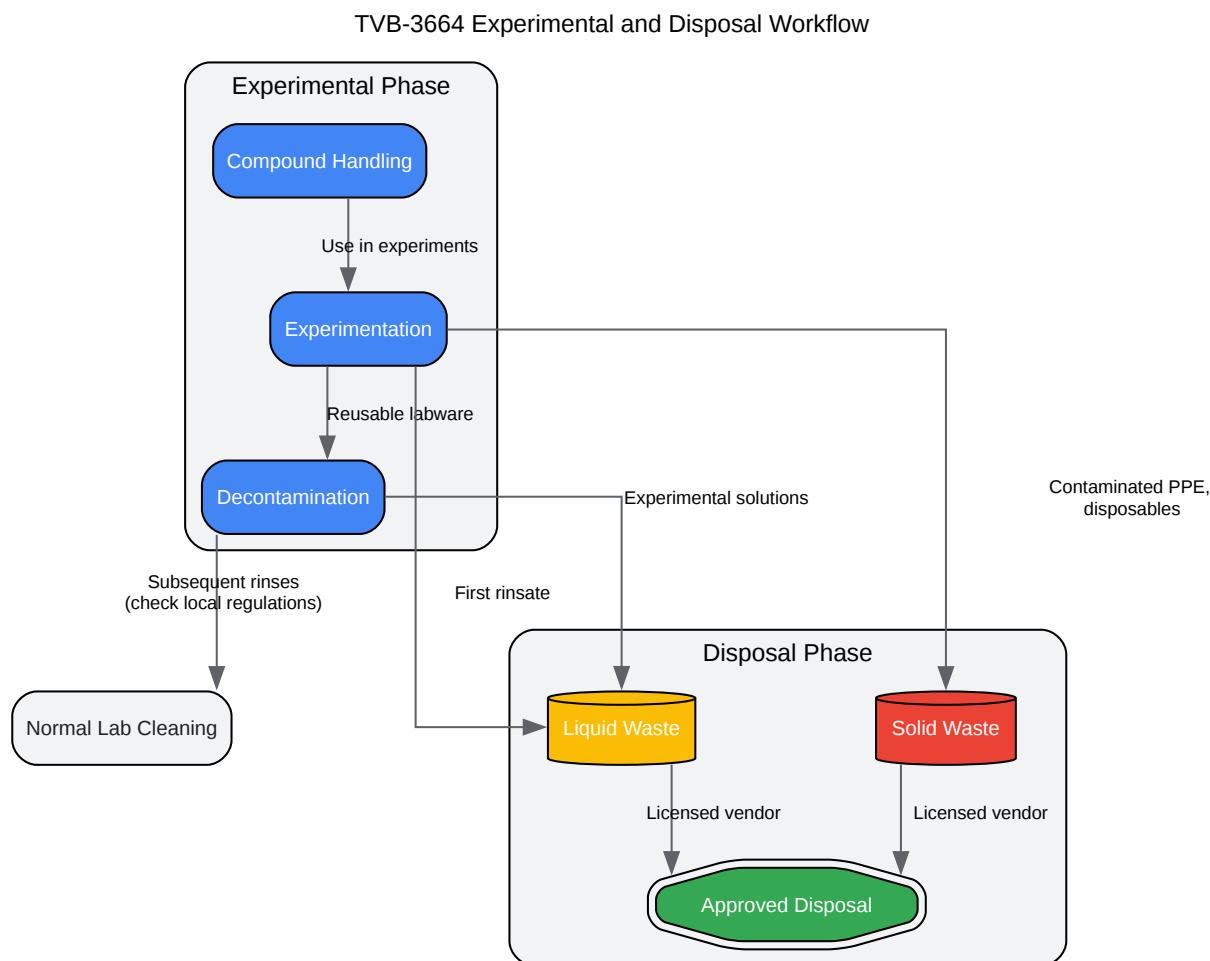 TVB-3664 Experimental and Disposal Workflow
Experimental Phase
Compound Handling
Use in experiments
Experimentation
Reusable labware
Decontamination
Experimental solutions
Contaminated PPE,
disposables
Subsequent rinses
(check local regulations)
First rinsate
Disposal Phase
Normal Lab Cleaning
Liquid Waste
Solid Waste
Licensed vendor
Licensed vendor
Approved Disposal